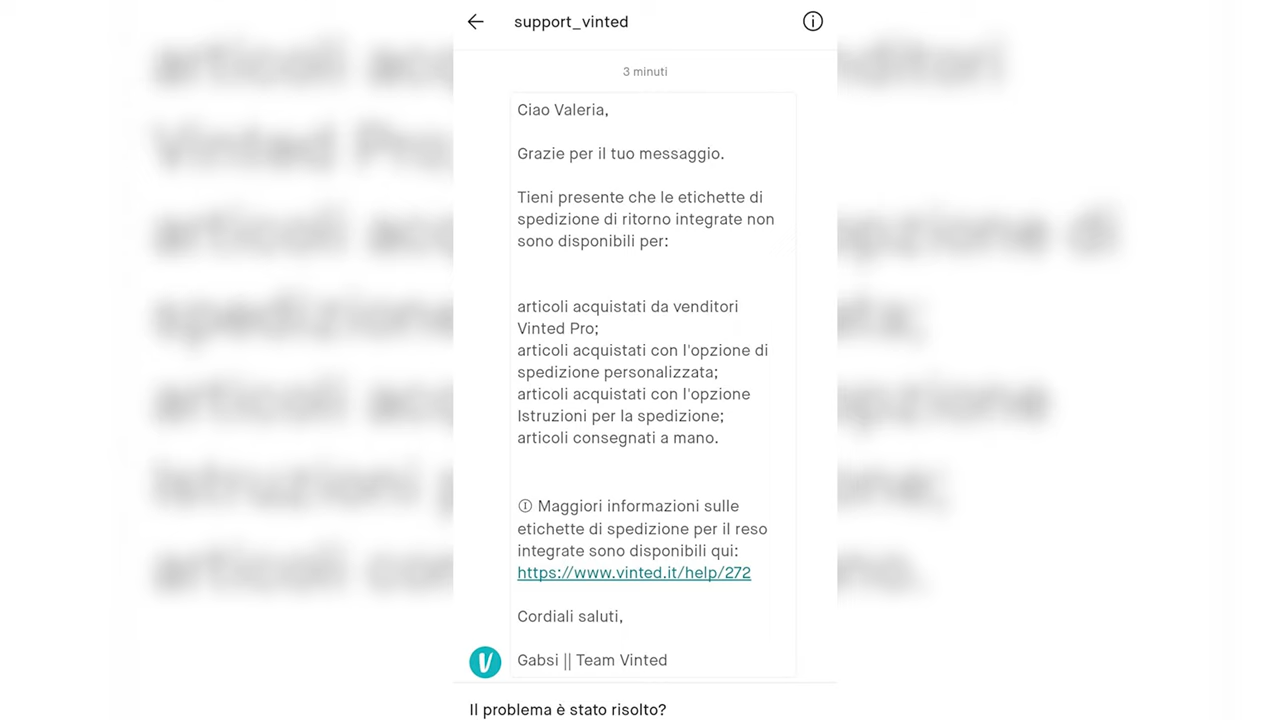 support_vinted
3 minuti
Ciao Valeria,
Grazie per il tuo messaggio.
Tieni presente che le etichette di
spedizione di ritorno integrate non
sono disponibili per:
articoli acquistati da venditori
Vinted Pro;
articoli acquistati con l'opzione di
spedizione personalizzata;
articoli acquistati con l'opzione
Istruzioni per la spedizione;
articoli consegnati a mano.
Maggiori informazioni sulle
etichette di spedizione per il reso
integrate sono disponibili qui:
https://www.vinted.it/help/272
Cordiali saluti,
Gabsi || Team Vinted
Il problema è stato risolto?